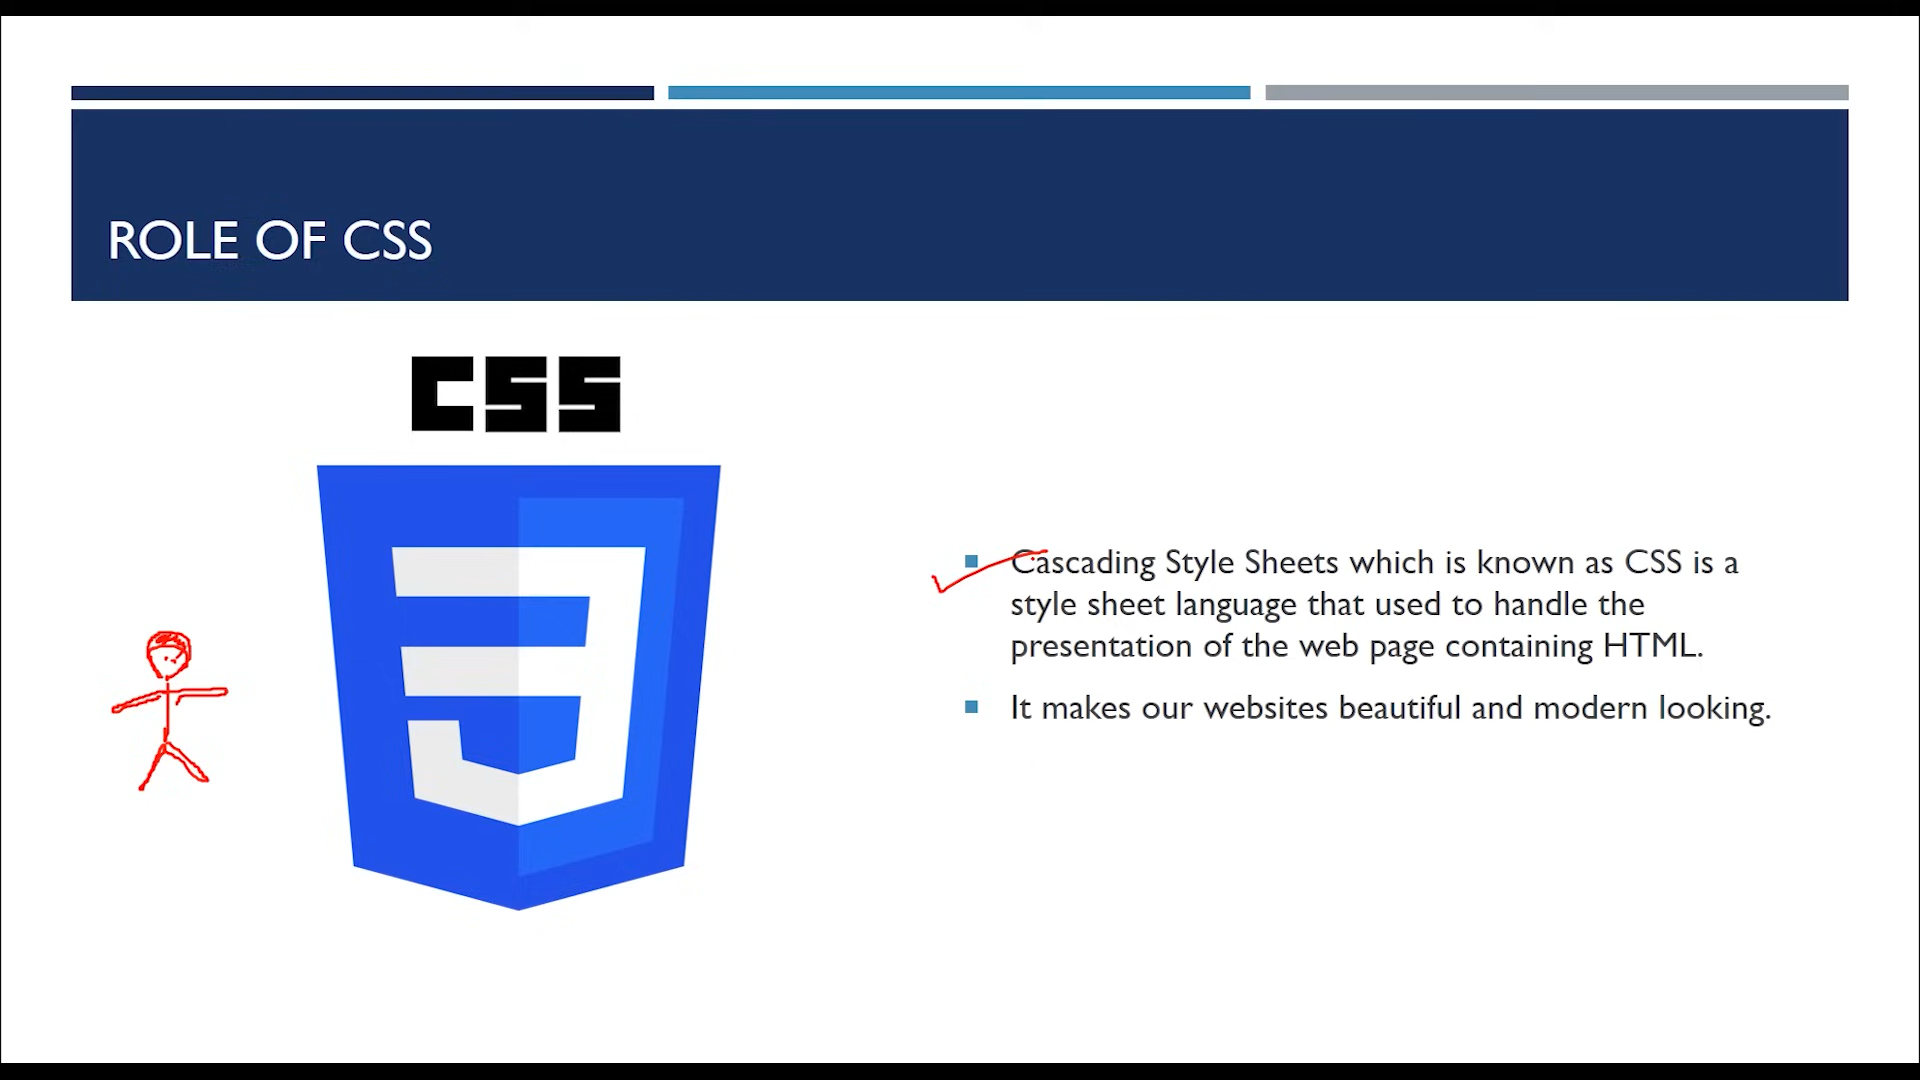 ROLE OF CSS
CSS
Cascading Style Sheets which is known as CSS is a
style sheet language that used to handle the
presentation of the web page containing HTML.
It makes our websites beautiful and modern looking.